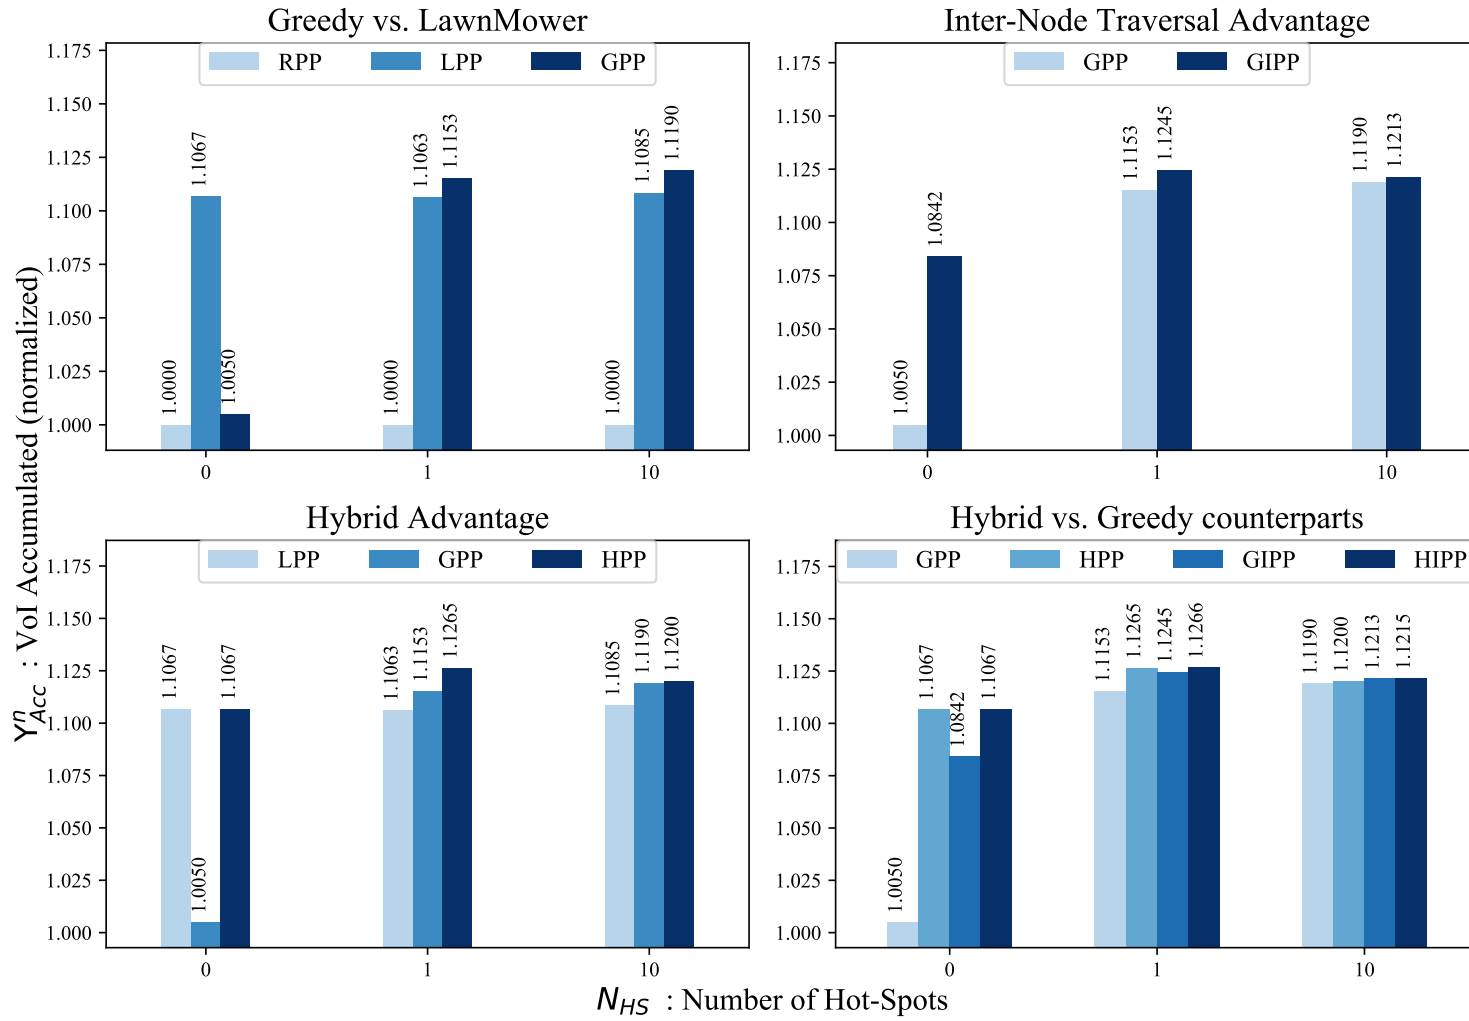 Greedy vs. LawnMower
RPP LPP GPP
1.175
1.150
1.125
1.100
1.075
1.050
1.025
1.000
1.0000 1.1067 1.0050
1.0000 1.1063 1.1153
1.0000 1.1085 1.1190
0 1 10
Inter-Node Traversal Advantage
GPP GIPP
1.175
1.150
1.125
1.100
1.075
1.050
1.025
1.000
1.0050 1.0842
1.1153 1.1245
1.1190 1.1213
0 1 10
Hybrid Advantage
LPP GPP HPP
1.175
1.150
1.125
1.100
1.075
1.050
1.025
1.000
1.1067 1.0050 1.1067
1.1063 1.1153 1.1265
1.1085 1.1190 1.1200
0 1 10
Hybrid vs. Greedy counterparts
GPP HPP GIPP HIPP
1.175
1.150
1.125
1.100
1.075
1.050
1.025
1.000
1.0050 1.1067 1.0842 1.1067
1.1153 1.1265 1.1245 1.1266
1.1190 1.1200 1.1213 1.1215
0 1 10
Y^n_Acc : VoI Accumulated (normalized)
N_HS : Number of Hot-Spots